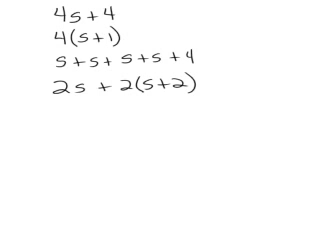 4s + 4
4(s+1)
s + s + s + s + 4
2s + 2(s+2)